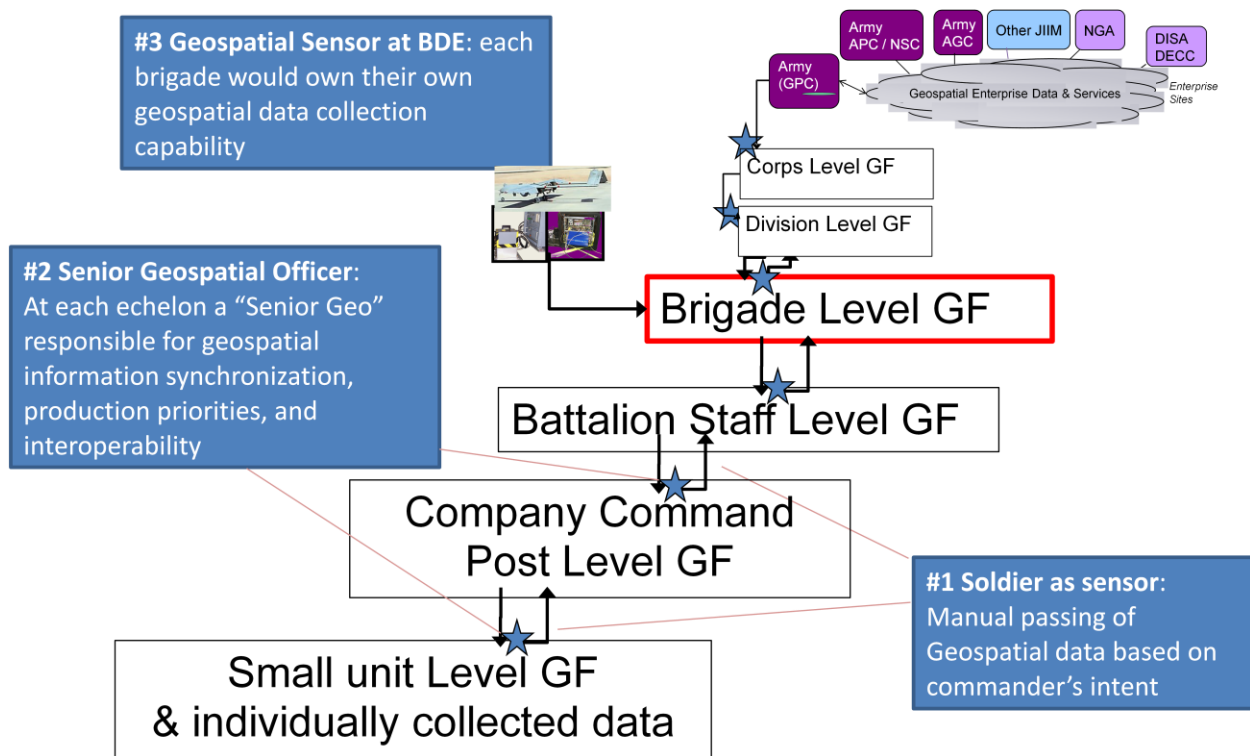 #3 Geospatial Sensor at BDE: each
brigade would own their own
geospatial data collection
capability
Army
APC / NSC
Army
AGC
Other JIIM
NGA
DISA
DECC
Army
(GPC)
Geospatial Enterprise Data & Services
Enterprise
Sites
Corps Level GF
Division Level GF
#2 Senior Geospatial Officer:
At each echelon a “Senior Geo”
responsible for geospatial
information synchronization,
production priorities, and
interoperability
Brigade Level GF
Battalion Staff Level GF
Company Command
Post Level GF
#1 Soldier as sensor:
Manual passing of
Geospatial data based on
commander’s intent
Small unit Level GF
& individually collected data